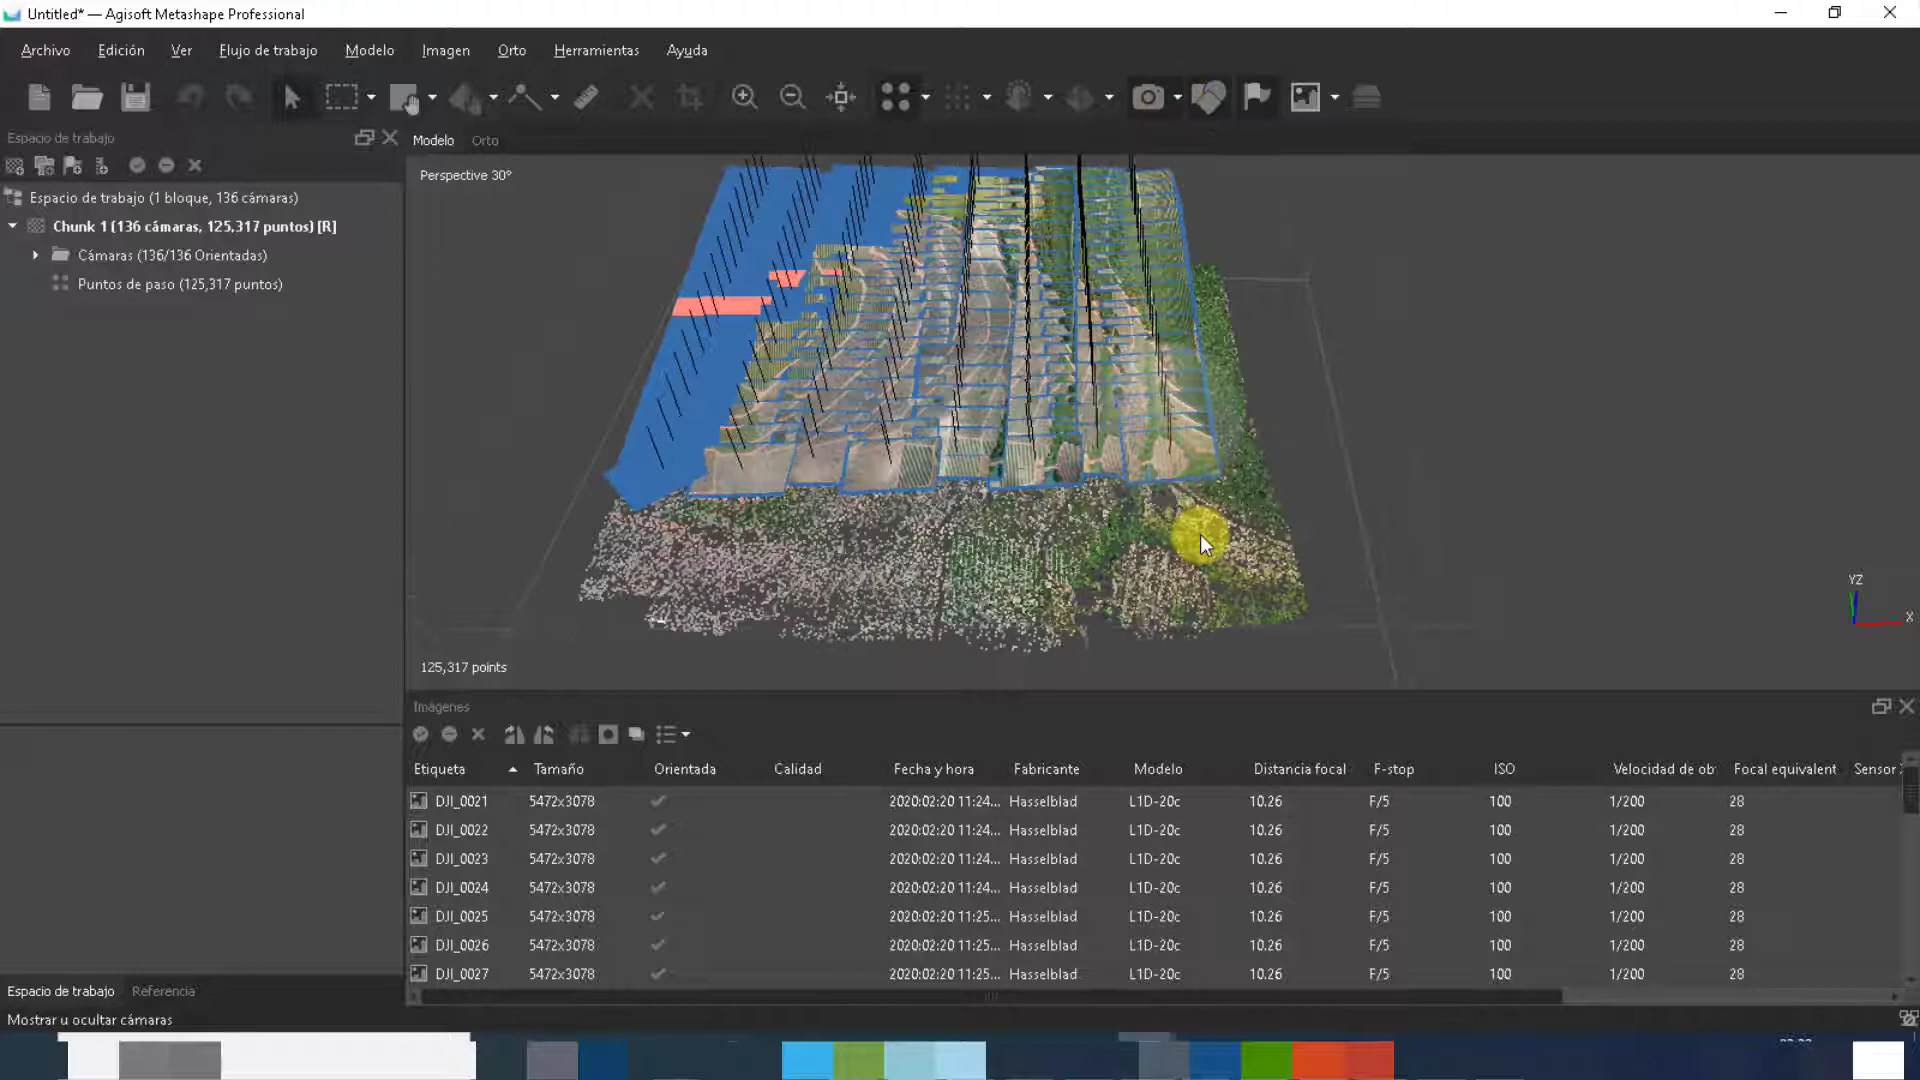 Untitled* — Agisoft Metashape Professional
Archivo Edición Ver Flujo de trabajo Modelo Imagen Orto Herramientas Ayuda
Espacio de trabajo
Modelo Orto
Perspective 30°
Espacio de trabajo (1 bloque, 136 cámaras)
Chunk 1 (136 cámaras, 125,317 puntos) [R]
Cámaras (136/136 Orientadas)
Puntos de paso (125,317 puntos)
YZ
X
125,317 points
Imágenes
Etiqueta Tamaño Orientada Calidad Fecha y hora Fabricante Modelo Distancia focal F-stop ISO Velocidad de ob Focal equivalent Sensor
DJI_0021 5472x3078 2020:02:20 11:24... Hasselblad L1D-20c 10.26 F/5 100 1/200 28
DJI_0022 5472x3078 2020:02:20 11:24... Hasselblad L1D-20c 10.26 F/5 100 1/200 28
DJI_0023 5472x3078 2020:02:20 11:24... Hasselblad L1D-20c 10.26 F/5 100 1/200 28
DJI_0024 5472x3078 2020:02:20 11:24... Hasselblad L1D-20c 10.26 F/5 100 1/200 28
DJI_0025 5472x3078 2020:02:20 11:25... Hasselblad L1D-20c 10.26 F/5 100 1/200 28
DJI_0026 5472x3078 2020:02:20 11:25... Hasselblad L1D-20c 10.26 F/5 100 1/200 28
DJI_0027 5472x3078 2020:02:20 11:25... Hasselblad L1D-20c 10.26 F/5 100 1/200 28
Espacio de trabajo Referencia
Mostrar u ocultar cámaras